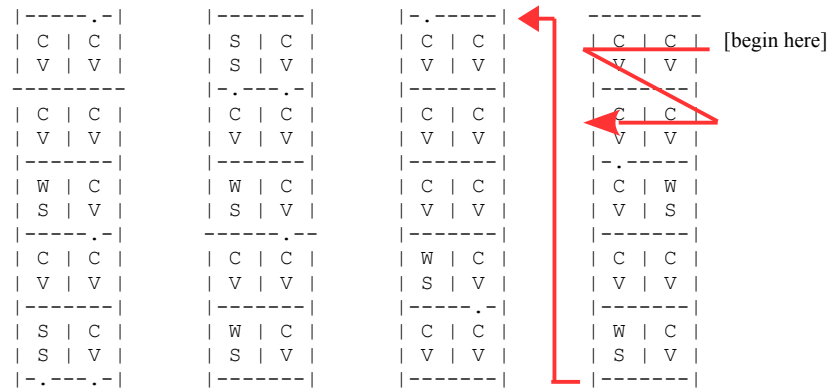 |-----.-| |-------| |-.-----| ---------
| C | C | | S | C | | C | C | | C | C | [begin here]
| V | V | | S | V | | V | V | | V | V |
--------- |-.---.-| |-------| |-------|
| C | C | | C | C | | C | C | | C | C |
| V | V | | V | V | | V | V | | V | V |
|------- |------- |-------| |-.-----|
| W | C | | W | C | | C | C | | C | W |
| S | V | | S | V | | V | V | | V | S |
|-----.-| ------.-- |-------| |-------|
| C | C | | C | C | | W | C | | C | C |
| V | V | | V | V | | S | V | | V | V |
|-------| |-------| |-----.-| |-------|
| S | C | | W | C | | C | C | | W | C |
| S | V | | S | V | | V | V | | S | V |
|-.---.-| |-------| |-------| |-------|